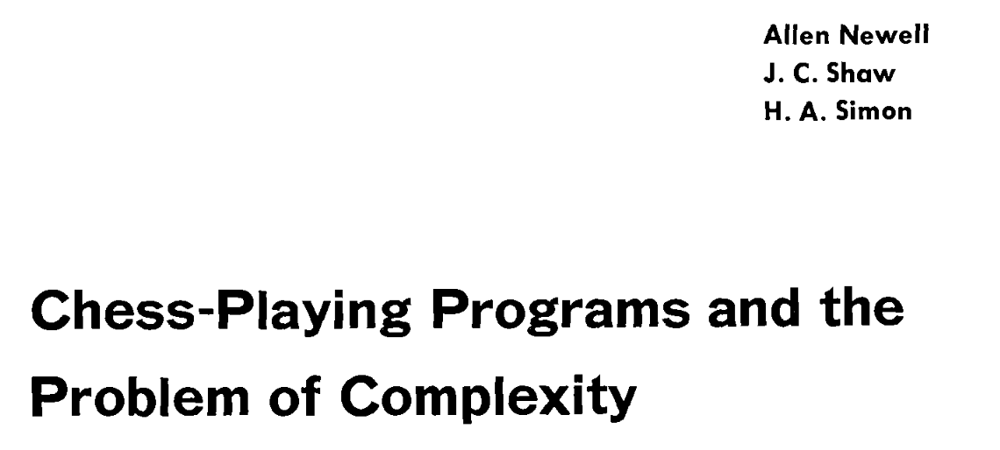 Allen Newell
J. C. Shaw
H. A. Simon
Chess-Playing Programs and the
Problem of Complexity